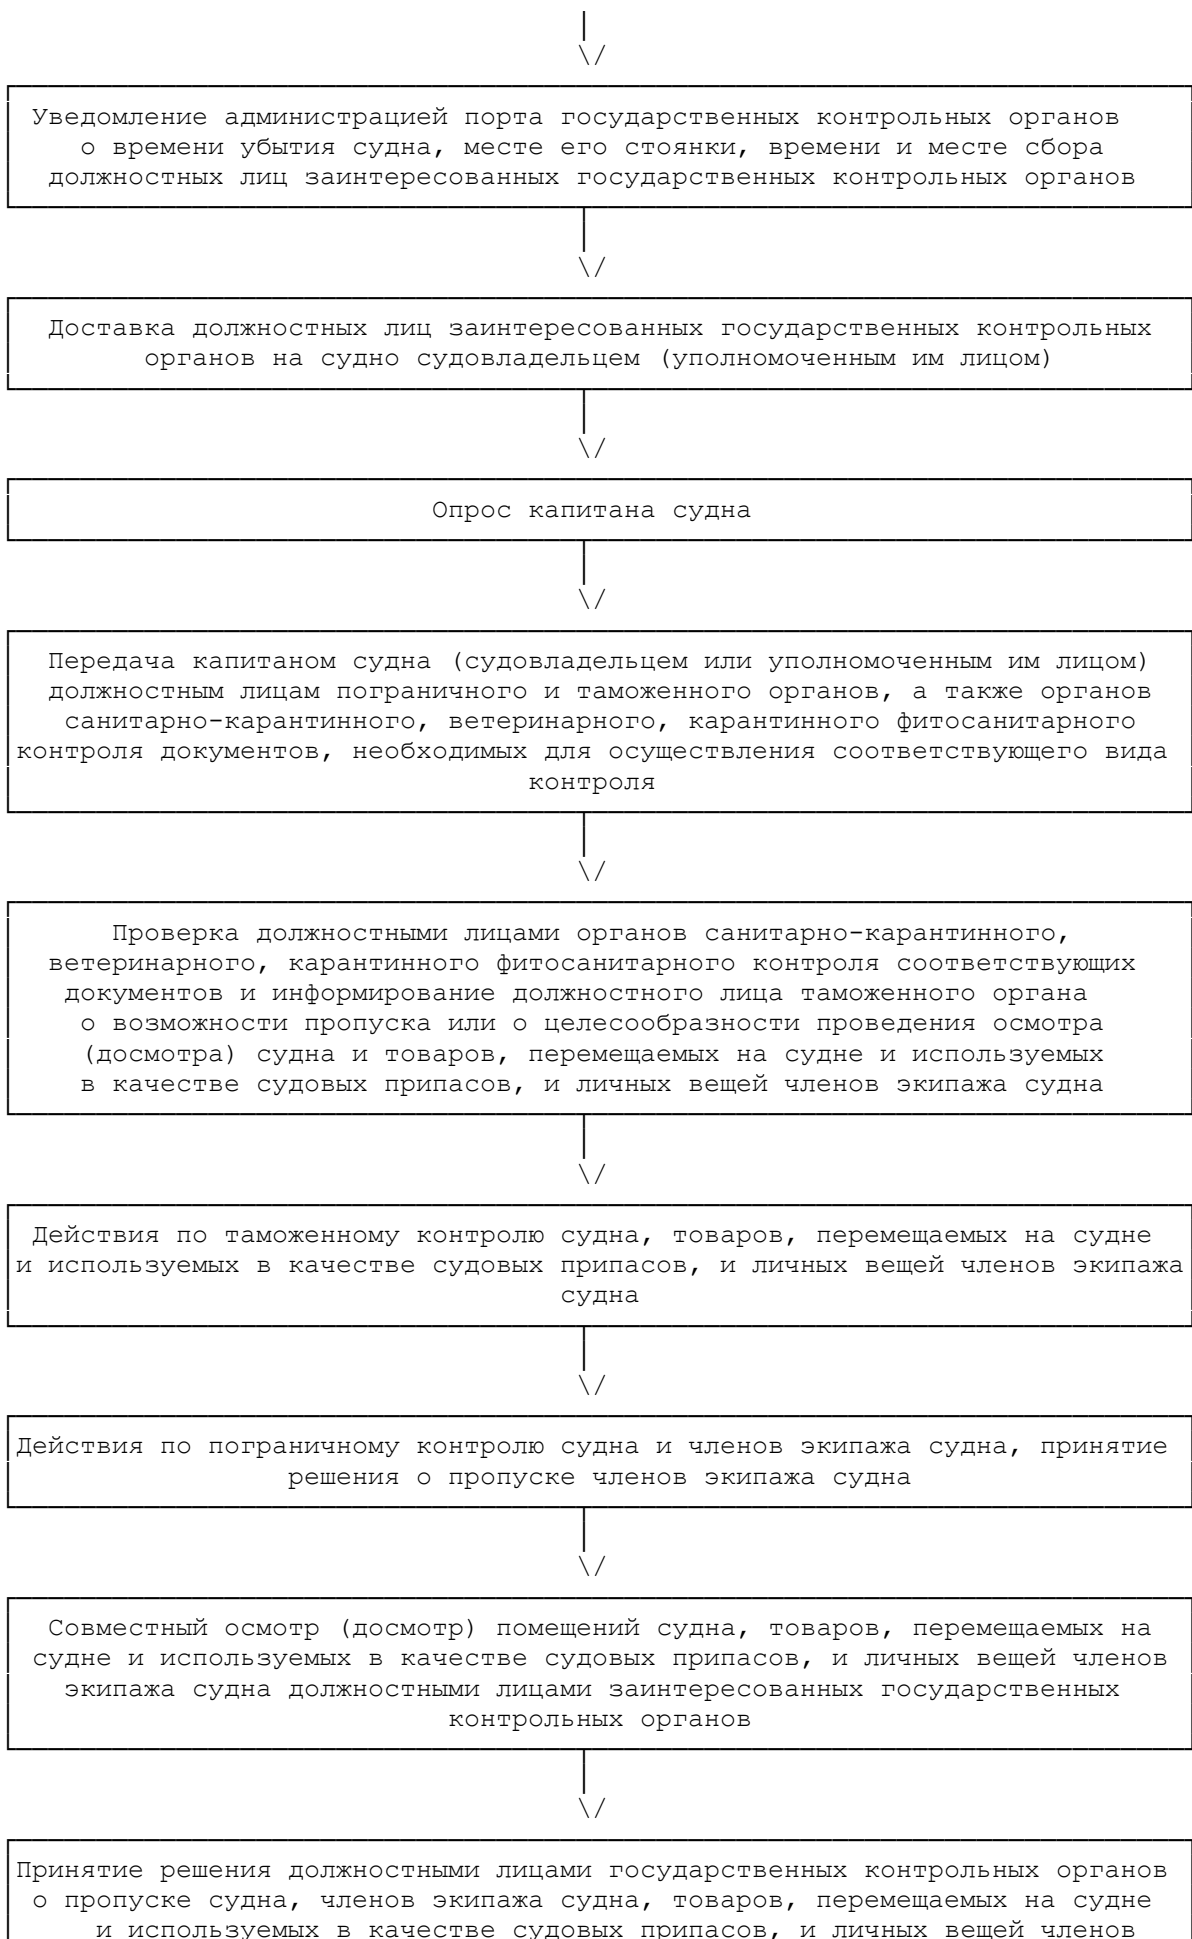 Уведомление администрацией порта государственных контрольных органов
о времени убытия судна, месте его стоянки, времени и месте сбора
должностных лиц заинтересованных государственных контрольных органов
Доставка должностных лиц заинтересованных государственных контрольных
органов на судно судовладельцем (уполномоченным им лицом)
Опрос капитана судна
Передача капитаном судна (судовладельцем или уполномоченным им лицом)
должностным лицам пограничного и таможенного органов, а также органов
санитарно-карантинного, ветеринарного, карантинного фитосанитарного
контроля документов, необходимых для осуществления соответствующего вида
контроля
Проверка должностными лицами органов санитарно-карантинного,
ветеринарного, карантинного фитосанитарного контроля соответствующих
документов и информирование должностного лица таможенного органа
о возможности пропуска или о целесообразности проведения осмотра
(досмотра) судна и товаров, перемещаемых на судне и используемых
в качестве судовых припасов, и личных вещей членов экипажа судна
Действия по таможенному контролю судна, товаров, перемещаемых на судне
и используемых в качестве судовых припасов, и личных вещей членов экипажа
судна
Действия по пограничному контролю судна и членов экипажа судна, принятие
решения о пропуске членов экипажа судна
Совместный осмотр (досмотр) помещений судна, товаров, перемещаемых на
судне и используемых в качестве судовых припасов, и личных вещей членов
экипажа судна должностными лицами заинтересованных государственных
контрольных органов
Принятие решения должностными лицами государственных контрольных органов
о пропуске судна, членов экипажа судна, товаров, перемещаемых на судне
и используемых в качестве судовых припасов, и личных вещей членов